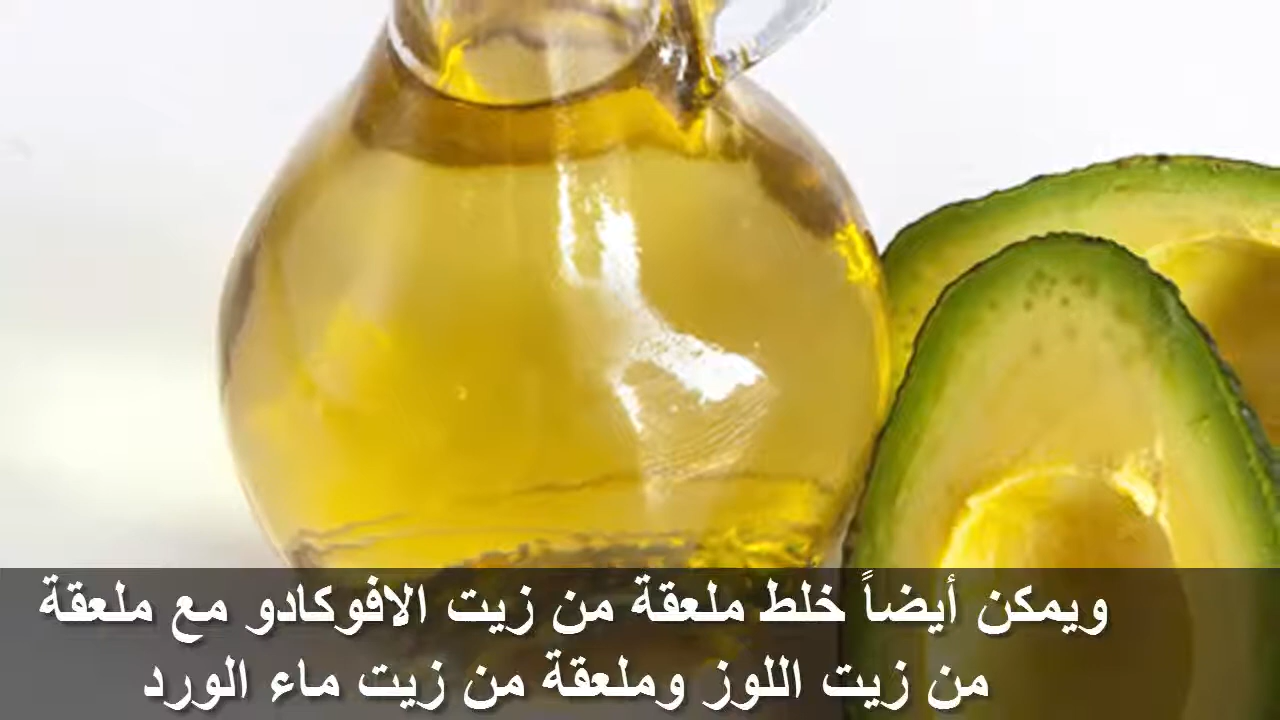 ويمكن أيضاً خلط ملعقة من زيت الافوكادو مع ملعقة
من زيت اللوز وملعقة من زيت ماء الورد